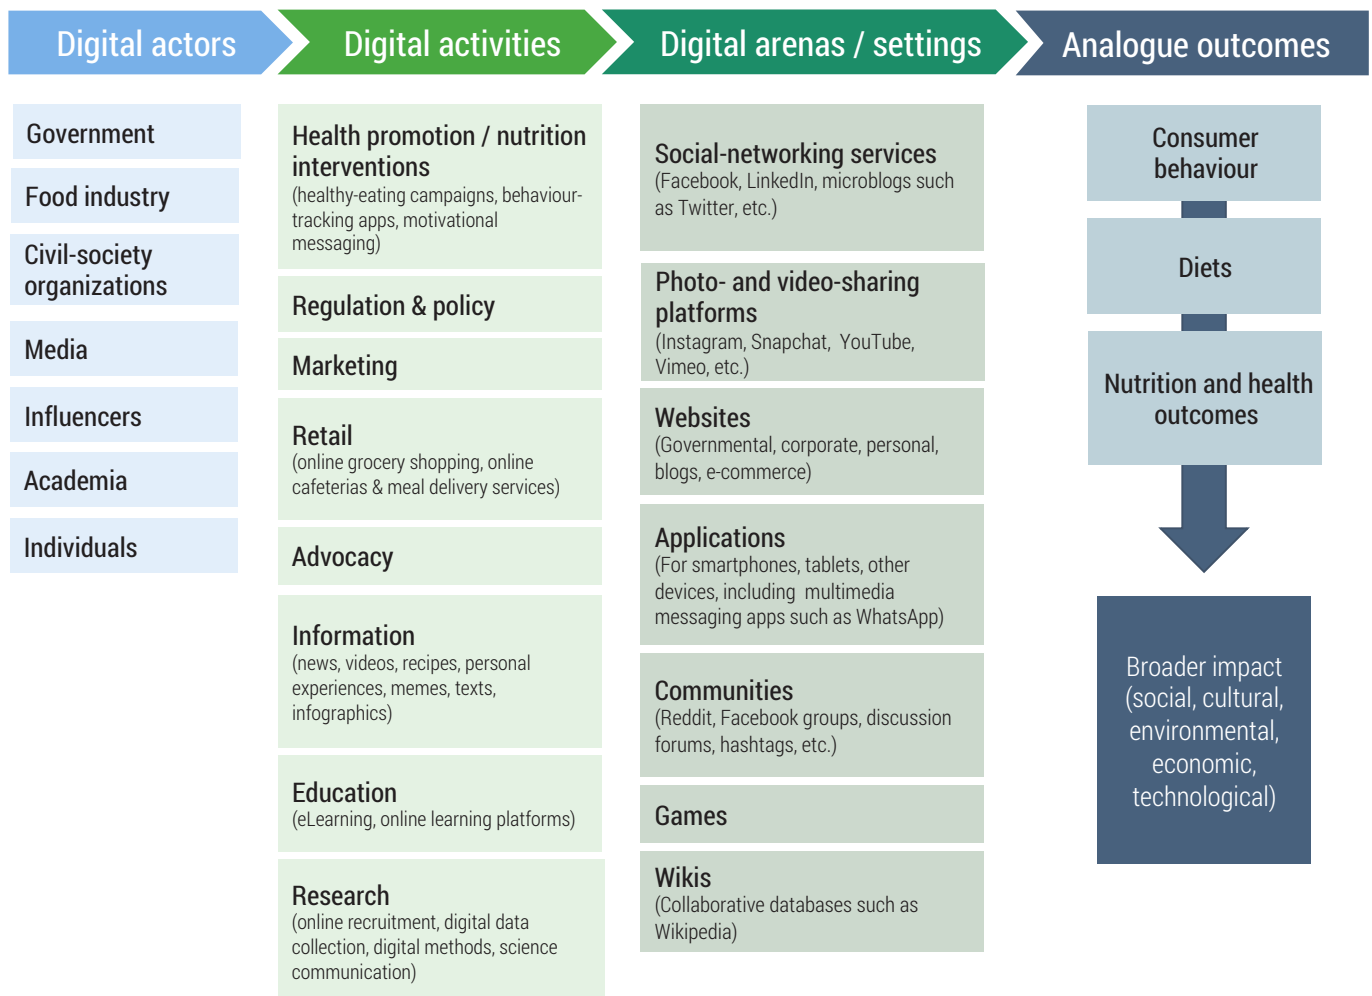 Digital actors
Digital activities
Digital arenas / settings
Analogue outcomes
Government
Food industry
Civil-society
organizations
Media
Influencers
Academia
Individuals
Health promotion / nutrition
interventions
(healthy-eating campaigns, behaviour-
tracking apps, motivational
messaging)
Regulation & policy
Marketing
Retail
(online grocery shopping, online
cafeterias & meal delivery services)
Advocacy
Information
(news, videos, recipes, personal
experiences, memes, texts,
infographics)
Education
(eLearning, online learning platforms)
Research
(online recruitment, digital data
collection, digital methods, science
communication)
Social-networking services
(Facebook, LinkedIn, microblogs such
as Twitter, etc.)
Photo- and video-sharing
platforms
(Instagram, Snapchat, YouTube,
Vimeo, etc.)
Websites
(Governmental, corporate, personal,
blogs, e-commerce)
Applications
(For smartphones, tablets, other
devices, including multimedia
messaging apps such as WhatsApp)
Communities
(Reddit, Facebook groups, discussion
forums, hashtags, etc.)
Games
Wikis
(Collaborative databases such as
Wikipedia)
Consumer
behaviour
Diets
Nutrition and health
outcomes
Broader impact
(social, cultural,
environmental,
economic,
technological)